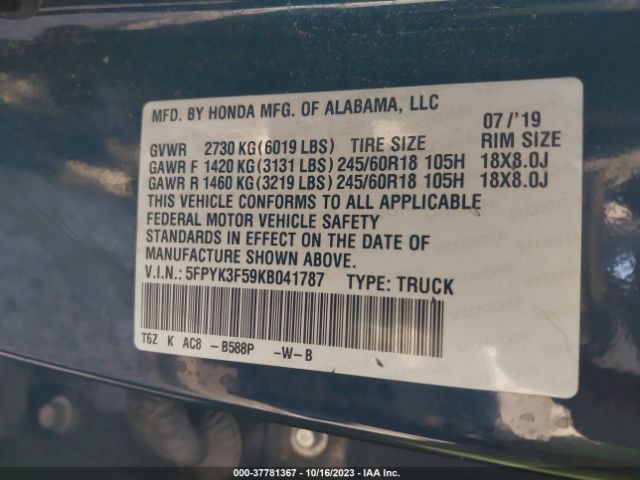 MFD. BY HONDA MFG. OF ALABAMA, LLC 07/'19
GVWR 2730 KG(6019 LBS) TIRE SIZE RIM SIZE
GAWR F 1420 KG(3131 LBS)245/60R18 105H 18X8.0J
GAWR R 1460 KG(3219 LBS)245/60R18 105H 18X8.0J
THIS VEHICLE CONFORMS TO ALL APPLICABLE
FEDERAL MOTOR VEHICLE SAFETY
STANDARDS IN EFFECT ON THE DATE OF
MANUFACTURE SHOWN ABOVE.
V.I.N.: 5FPYK3F59KB041787 TYPE: TRUCK
T6Z K AC8 -B588P -W-B
000-37781367 - 10/16/2023 - IAA Inc.